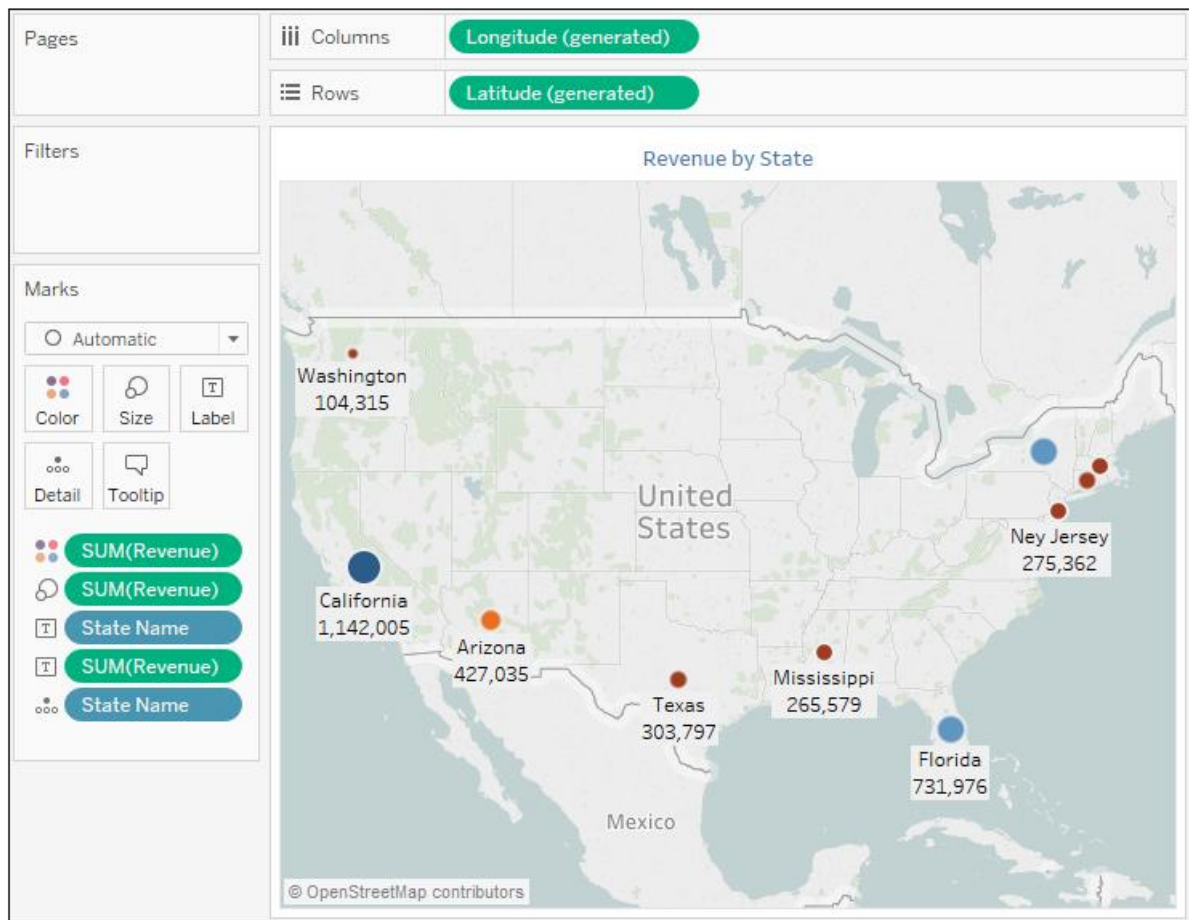 Pages
Columns
Longitude (generated)
Rows
Latitude (generated)
Filters
Revenue by State
Marks
Automatic
Color
Size
T
Label
Detail
Tooltip
SUM(Revenue)
SUM(Revenue)
T
State Name
T
SUM(Revenue)
State Name
Washington
104,315
United
States
Ney Jersey
275,362
California
1,142,005
Arizona
427,035
Texas
303,797
Mississippi
265,579
Florida
731,976
Mexico
© OpenStreetMap contributors